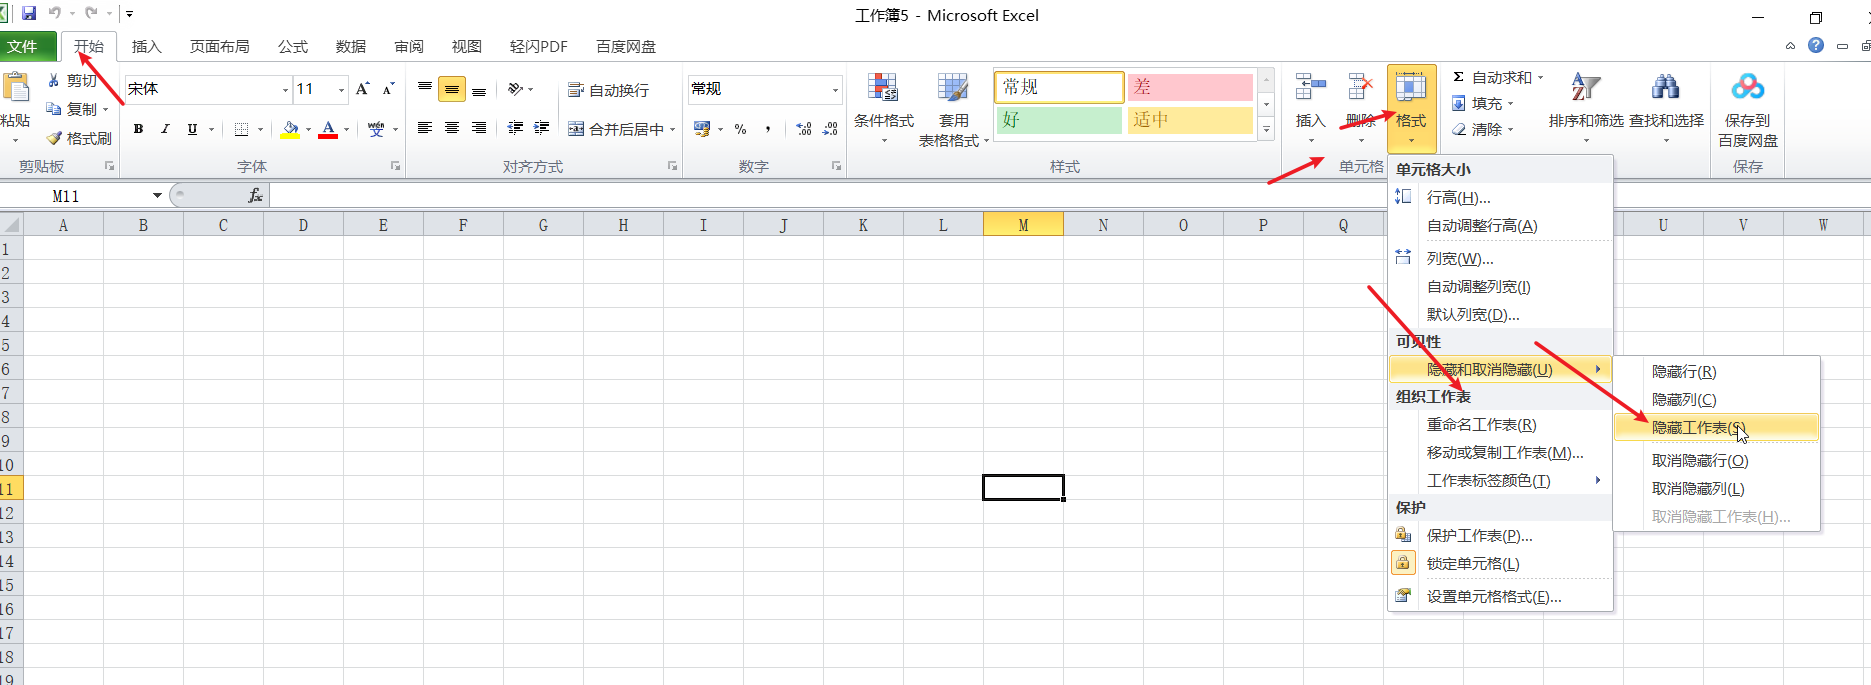 工作簿5 - Microsoft Excel
文件 开始 插入 页面布局 公式 数据 审阅 视图 轻闪PDF 百度网盘
剪切
复制
格式刷
粘贴
剪贴板
宋体 11
B I U A wén 变
字体
自动换行
合并后居中
对齐方式
常规
% ,
数字
条件格式
套用
表格格式
常规 差
好 适中
样式
插入 删除 格式
单元格
Σ 自动求和
填充
清除
排序和筛选 查找和选择
保存到
百度网盘
保存
M11 fx
A B C D E F G H I J K L M N O P Q U V W
1
2
3
4
5
6
7
8
9
10
11
12
13
14
15
16
17
18
19
单元格大小
行高(H)...
自动调整行高(A)
列宽(W)...
自动调整列宽(I)
默认列宽(D)...
可见性
隐藏和取消隐藏(U)
组织工作表
重命名工作表(R)
移动或复制工作表(M)...
工作表标签颜色(T)
保护
保护工作表(P)...
锁定单元格(L)
设置单元格格式(E)...
隐藏行(R)
隐藏列(C)
隐藏工作表(S)
取消隐藏行(O)
取消隐藏列(L)
取消隐藏工作表(H)...